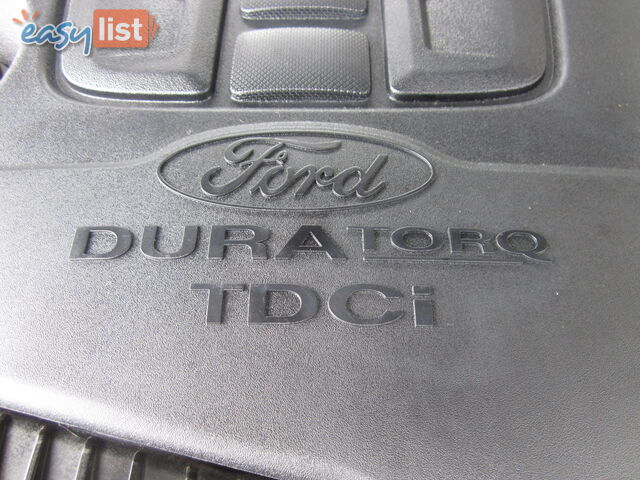 easylist
Ford
DURATORQ
TDCi